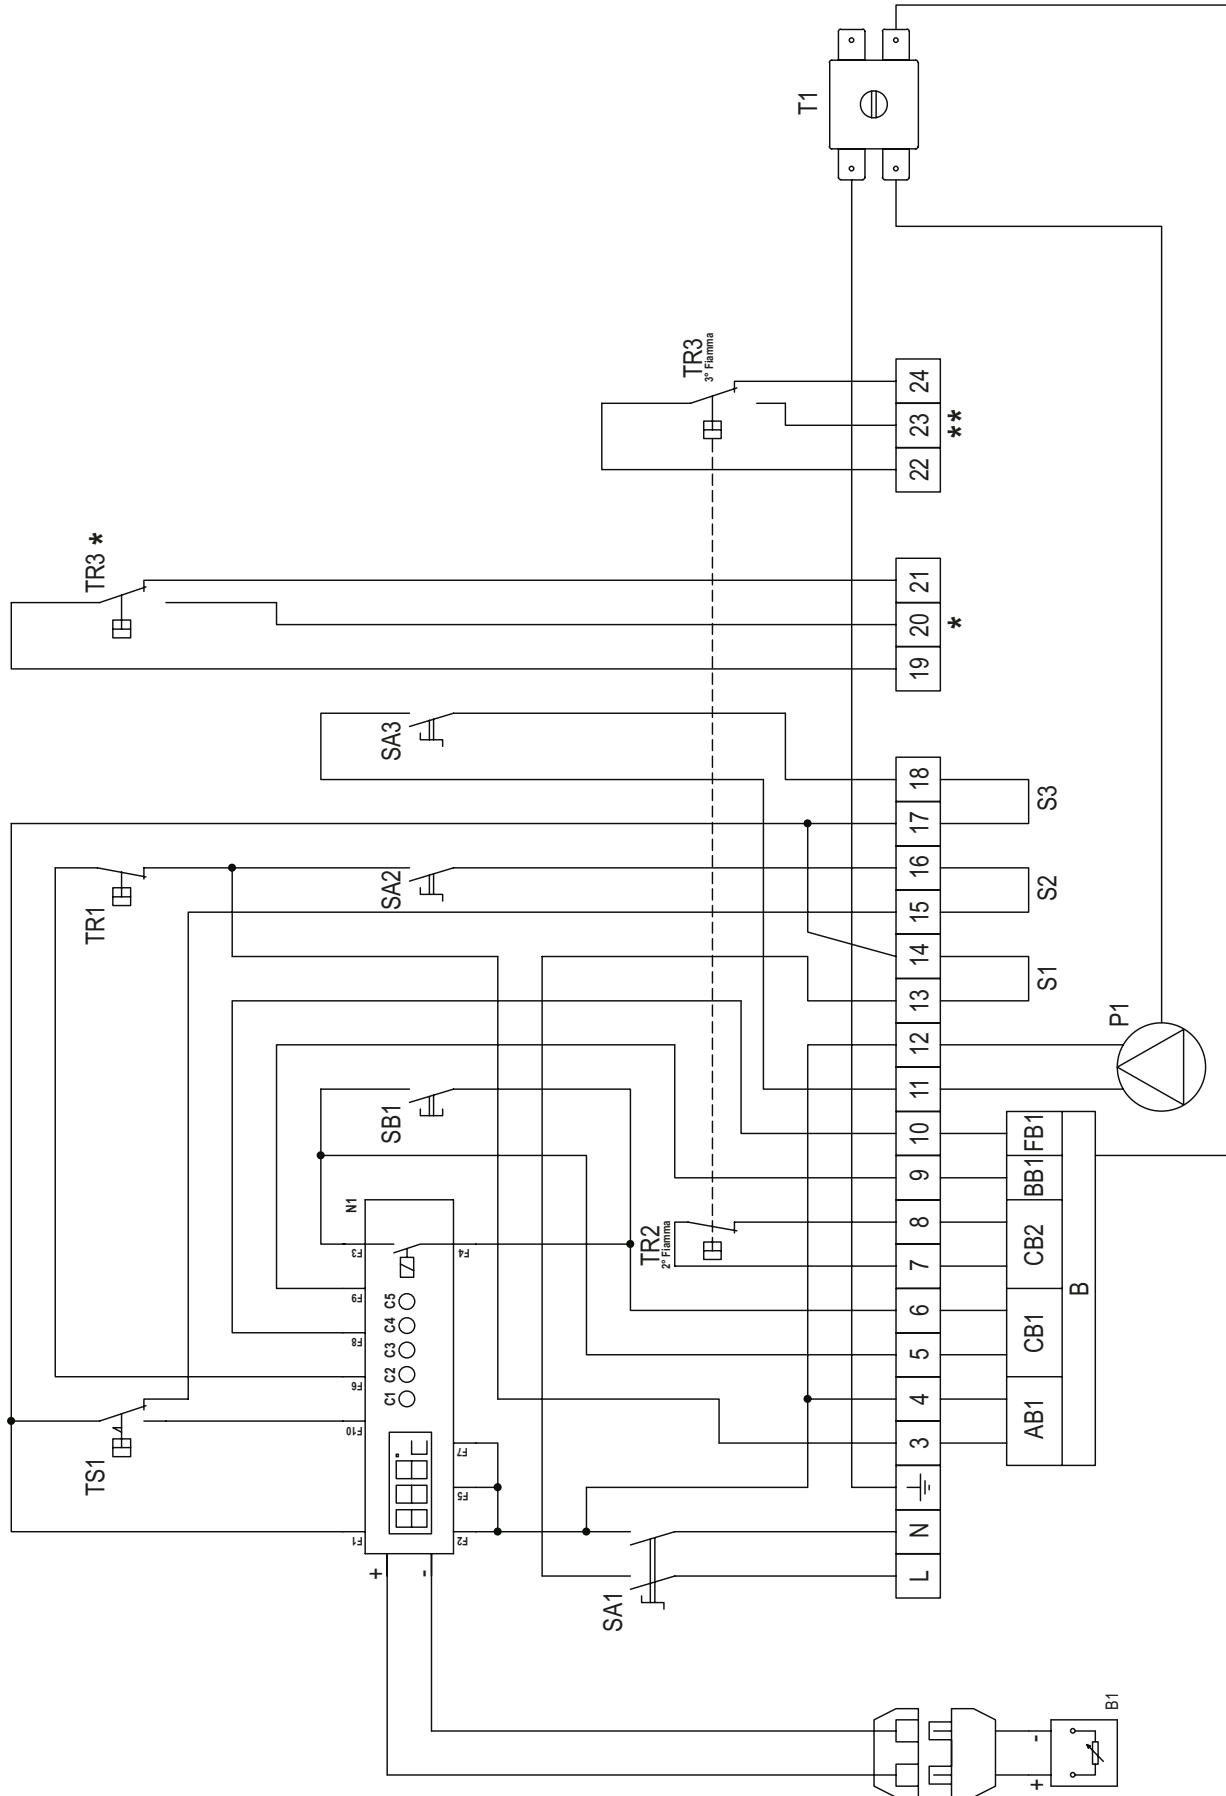 T1
TR3
3° Fiamma
24
23
22
**
TR3 *
21
20
19
*
SA3
18
17
S3
TR1
SA2
16
15
S2
14
13
S1
SB1
12
11
P1
N1
F3
F4
F9
F8
F6
F10
F1
F7
F5
F2
C1 C2 C3 C4 C5
TR2
2° Fiamma
10
9
8
7
6
5
4
3
N
L
FB1
BB1
CB2
CB1
AB1
B
TS1
+
-
SA1
+
-
B1